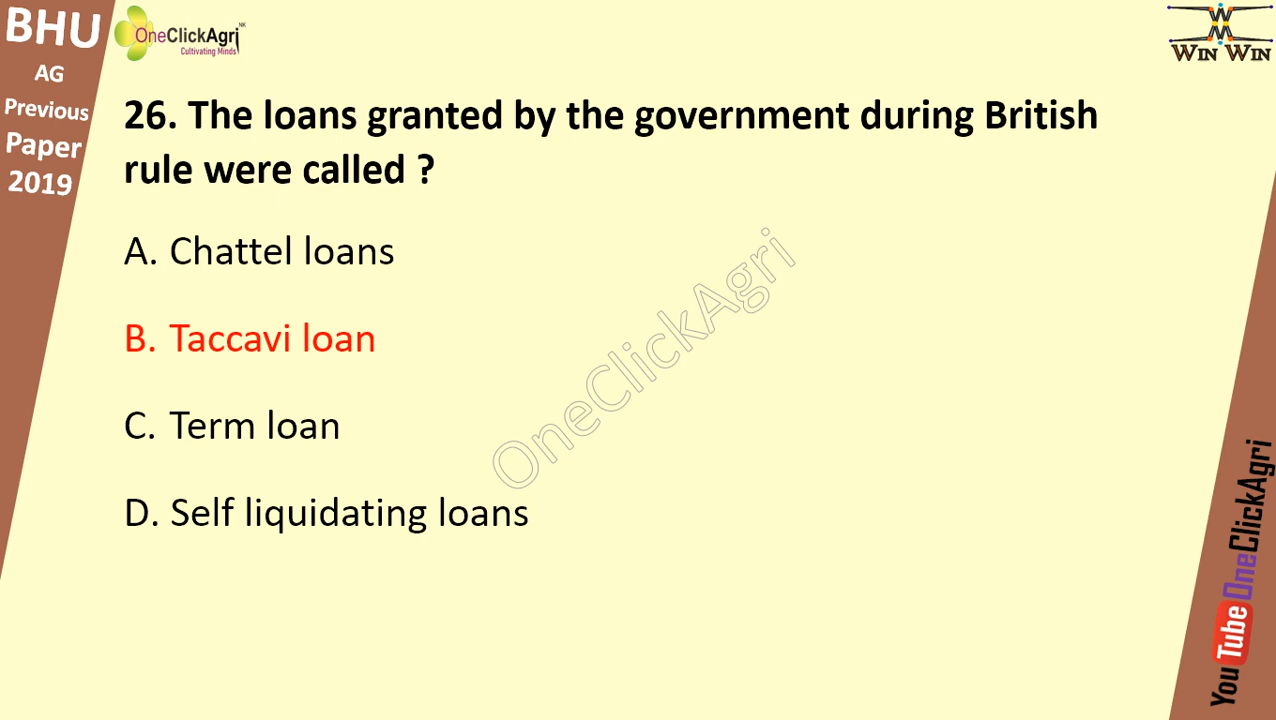 BHU
AG
Previous
Paper
2019
OneClickAgri
NK
Cultivating Minds
WIN WIN
26. The loans granted by the government during British
rule were called ?
A. Chattel loans
B. Taccavi loan
C. Term loan
D. Self liquidating loans
OneClickAgri
YouTube OneClickAgri